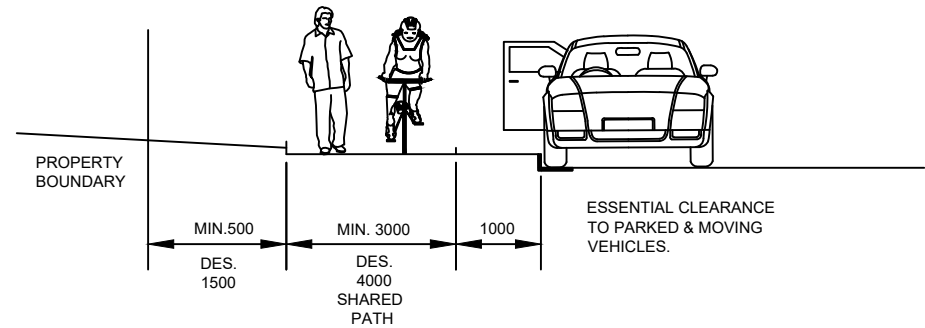 PROPERTY
BOUNDARY
MIN.500
DES.
1500
MIN. 3000
DES.
4000
SHARED
PATH
1000
ESSENTIAL CLEARANCE
TO PARKED & MOVING
VEHICLES.